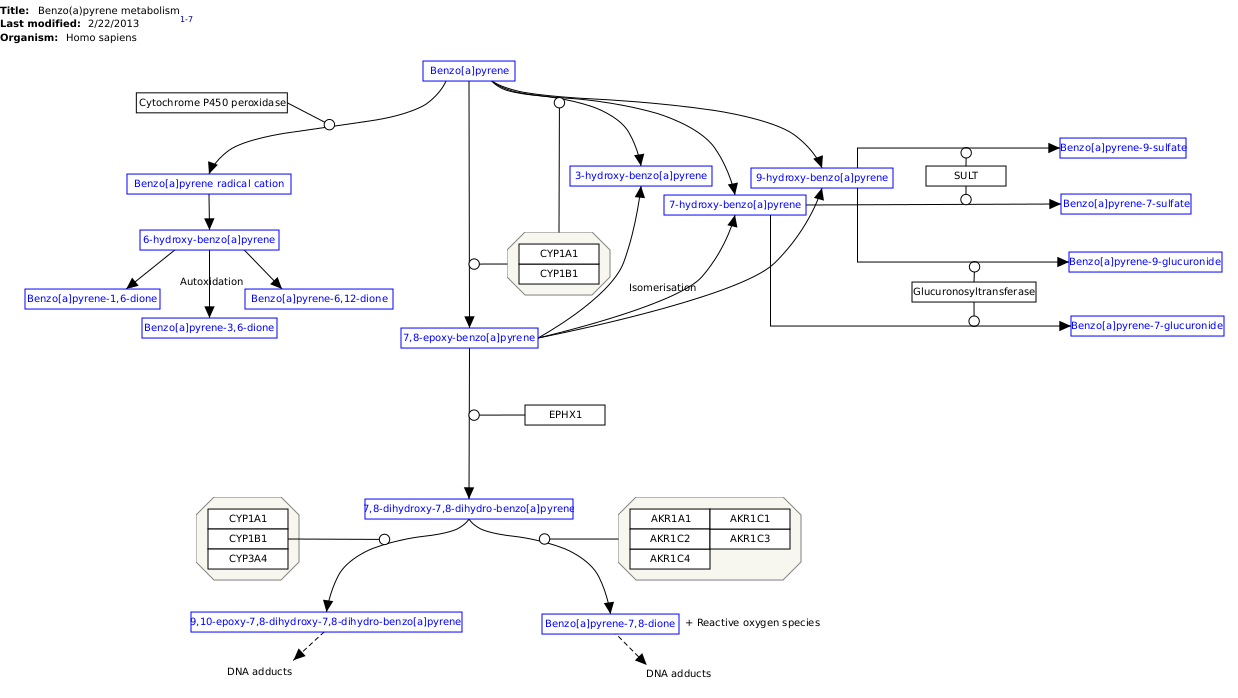 Title: Benzo(a)pyrene metabolism
Last modified: 2/22/2013
1-7
Organism: Homo sapiens
Benzo[a]pyrene
Cytochrome P450 peroxidase
Benzo[a]pyrene-9-sulfate
3-hydroxy-benzo[a]pyrene
9-hydroxy-benzo[a]pyrene
SULT
Benzo[a]pyrene radical cation
7-hydroxy-benzo[a]pyrene
Benzo[a]pyrene-7-sulfate
6-hydroxy-benzo[a]pyrene
CYP1A1
CYP1B1
Benzo[a]pyrene-9-glucuronide
Autoxidation
Isomerisation
Glucuronosyltransferase
Benzo[a]pyrene-1,6-dione
Benzo[a]pyrene-6,12-dione
Benzo[a]pyrene-3,6-dione
Benzo[a]pyrene-7-glucuronide
7,8-epoxy-benzo[a]pyrene
EPHX1
7,8-dihydroxy-7,8-dihydro-benzo[a]pyrene
CYP1A1
CYP1B1
CYP3A4
AKR1A1 AKR1C1
AKR1C2 AKR1C3
AKR1C4
9,10-epoxy-7,8-dihydroxy-7,8-dihydro-benzo[a]pyrene
Benzo[a]pyrene-7,8-dione + Reactive oxygen species
DNA adducts
DNA adducts